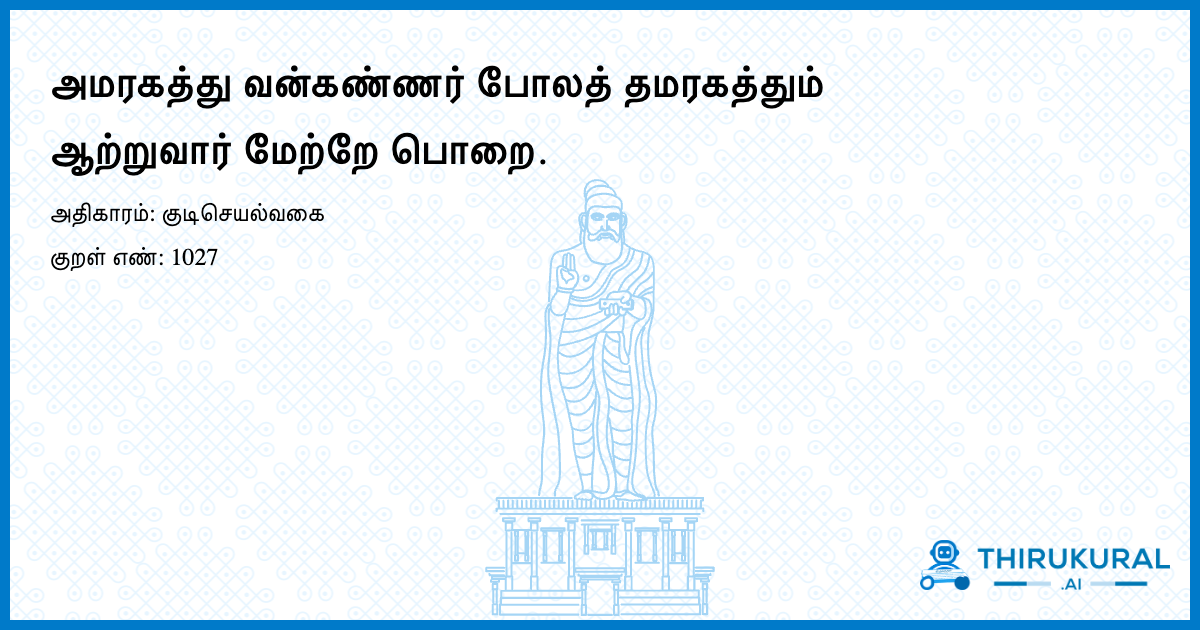 அமரகத்து வன்கண்ணர் போலத் தமரகத்தும்
ஆற்றுவார் மேற்றே பொறை.
அதிகாரம்: குடிசெயல்வகை
குறள் எண்: 1027
THIRUKURAL
.AI